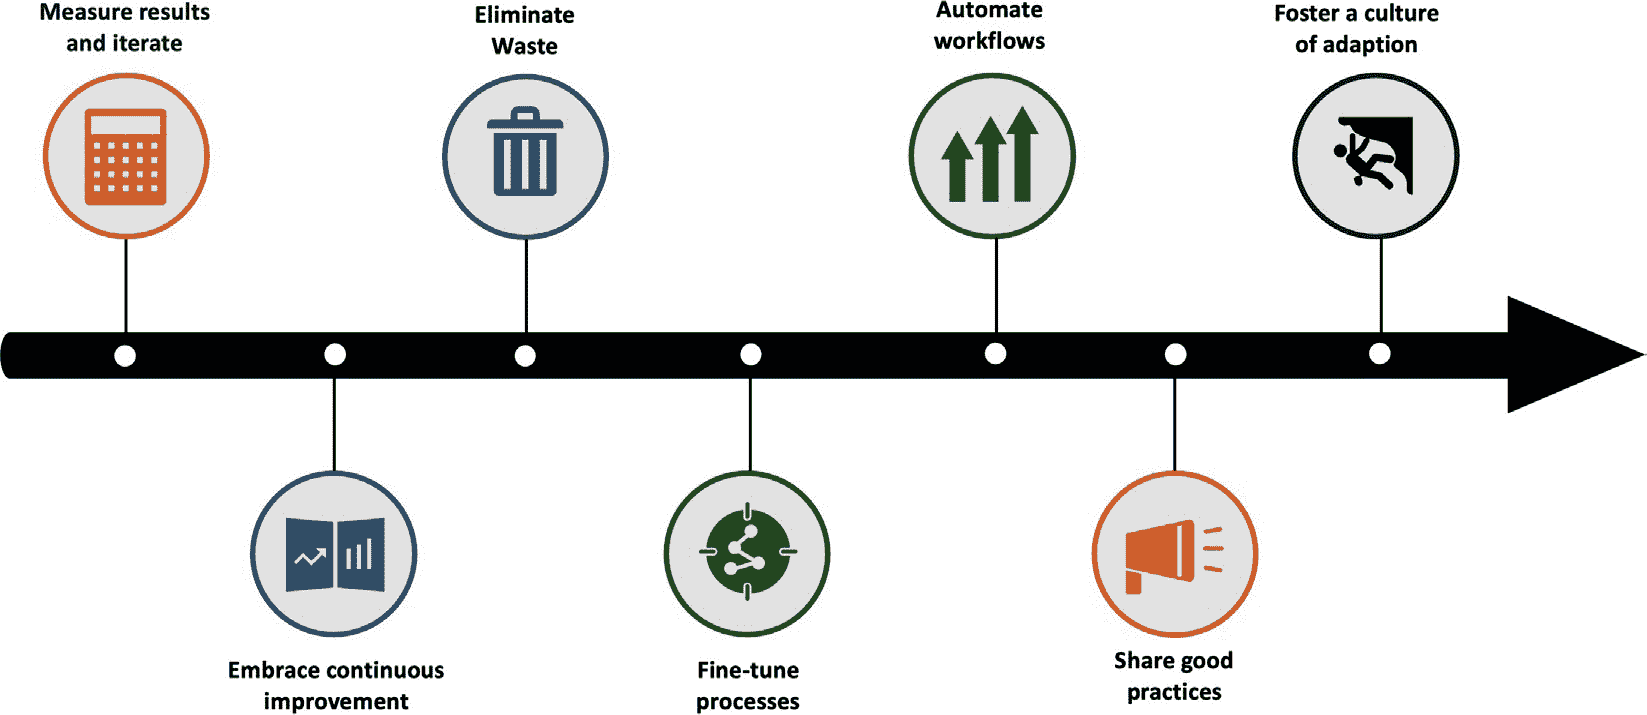 Measure results
and iterate
Eliminate
Waste
Automate
workflows
Foster a culture
of adaption
Embrace continuous
improvement
Fine-tune
processes
Share good
practices